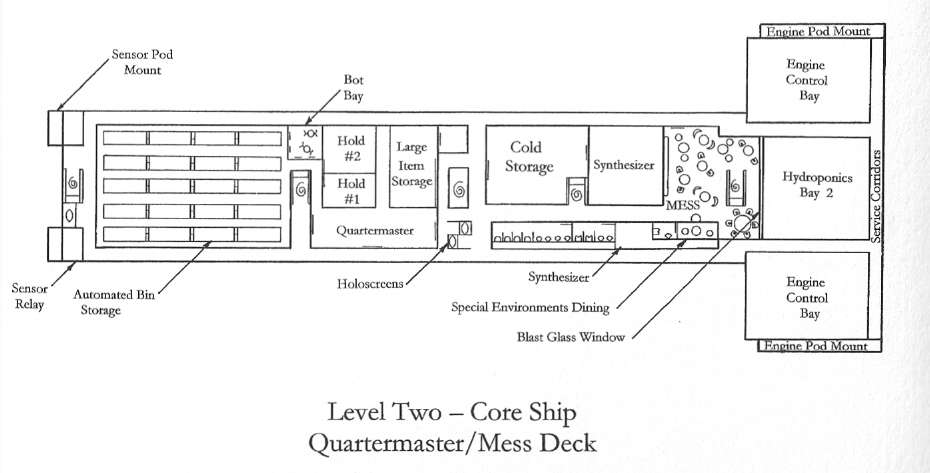 Engine Pod Mount
Sensor Pod
Mount
Engine
Control
Bay
Bot
Bay
Hold
#2
Large
Item
Storage
Cold
Storage
Synthesizer
Hydroponics
Bay 2
Service Corridors
Hold
#1
MESS
Quartermaster
Sensor
Relay
Automated Bin
Storage
Holoscreens
Synthesizer
Special Environments Dining
Blast Glass Window
Engine
Control
Bay
Engine Pod Mount
Level Two – Core Ship
Quartermaster/Mess Deck